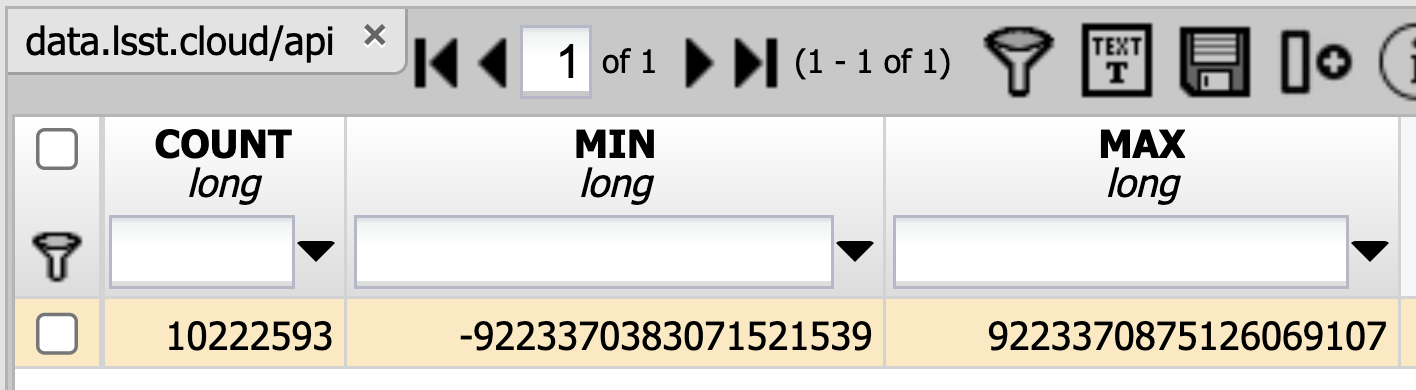 data.lsst.cloud/api × 1 of 1 (1 - 1 of 1) TEXT T i
COUNT MIN MAX
long long long
10222593 -9223370383071521539 9223370875126069107